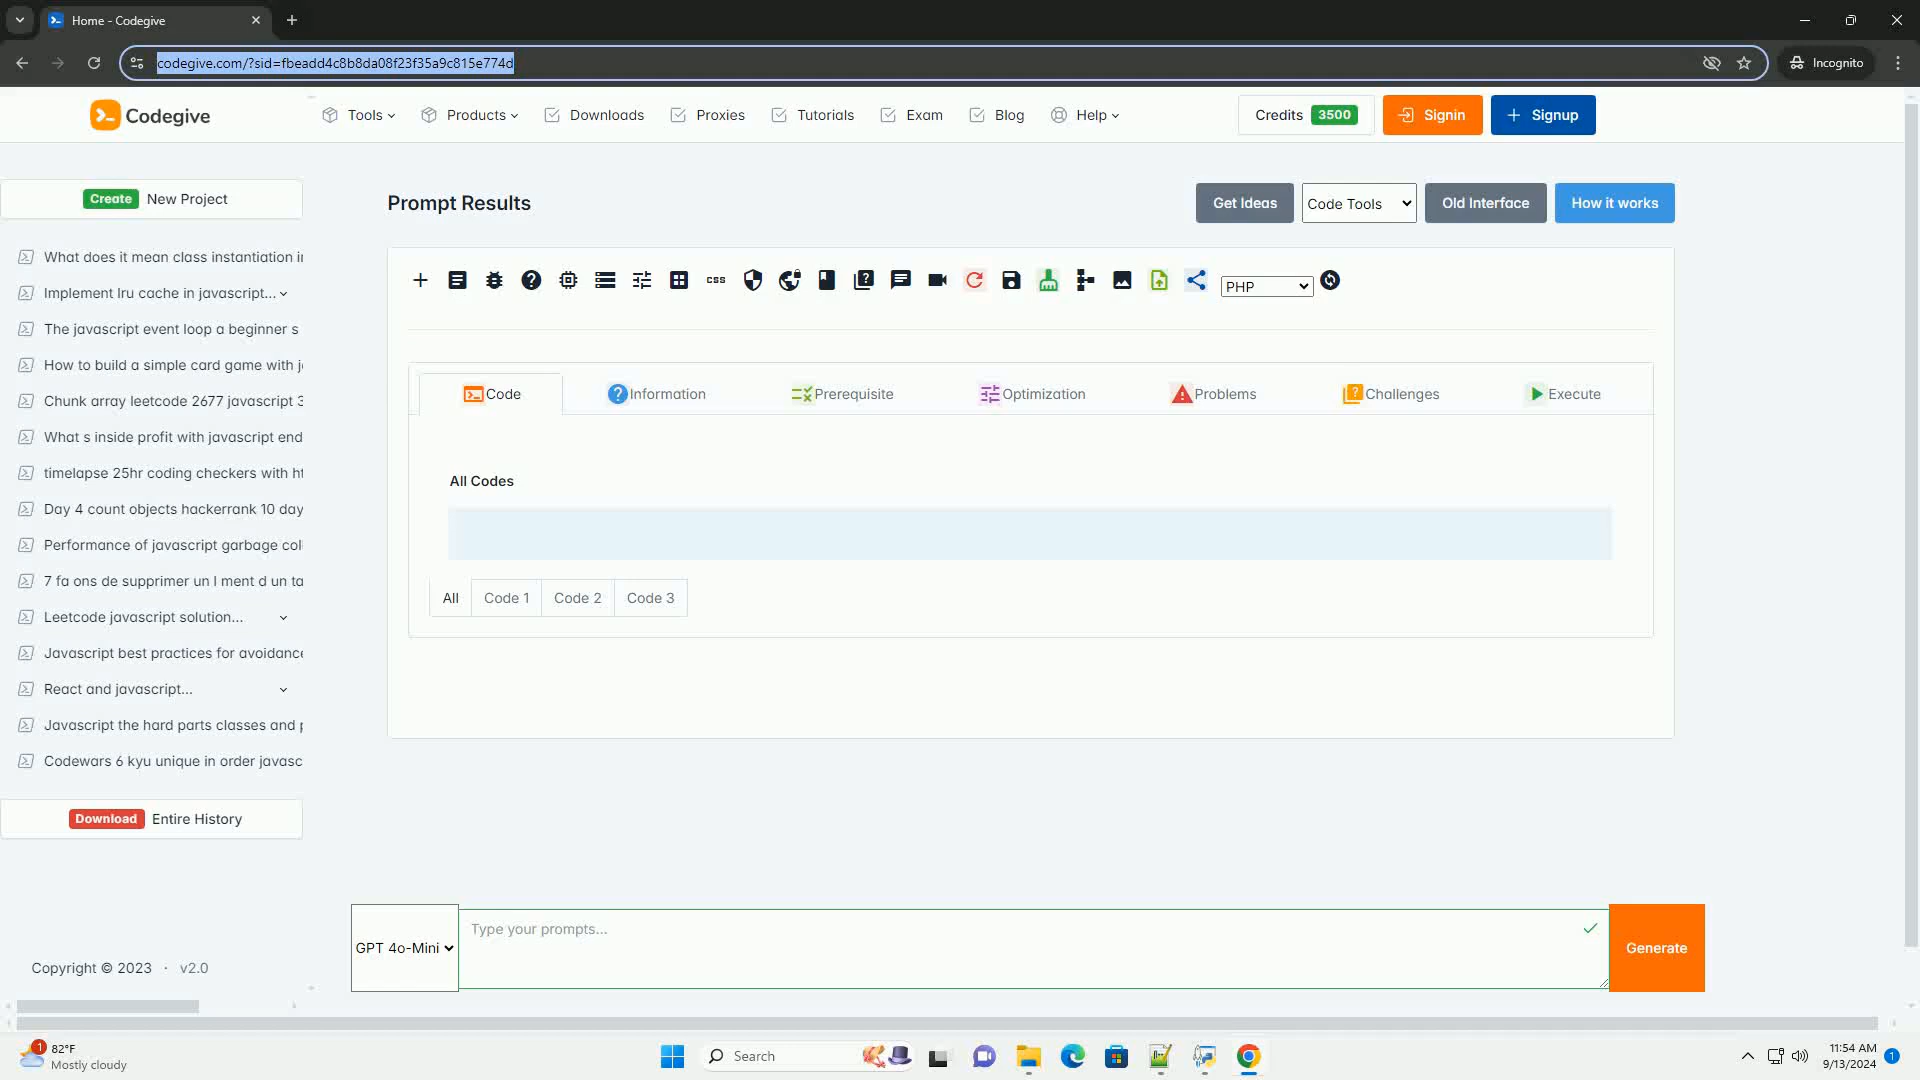 Home - Codegive
codegive.com/?sid=fbeadd4c8b8da08f23f35a9c815e774d
Incognito
Codegive
Tools
Products
Downloads
Proxies
Tutorials
Exam
Blog
Help
Credits 3500
Signin
Signup
Create New Project
What does it mean class instantiation i
Implement lru cache in javascript...
The javascript event loop a beginner s
How to build a simple card game with j
Chunk array leetcode 2677 javascript 3
What s inside profit with javascript end
timelapse 25hr coding checkers with ht
Day 4 count objects hackerrank 10 day
Performance of javascript garbage col
7 fa ons de supprimer un l ment d un ta
Leetcode javascript solution...
Javascript best practices for avoidance
React and javascript...
Javascript the hard parts classes and p
Codewars 6 kyu unique in order javasc
Download Entire History
Copyright © 2023 · v2.0
Prompt Results
Get Ideas
Code Tools
Old Interface
How it works
css
PHP
Code
Information
Prerequisite
Optimization
Problems
Challenges
Execute
All Codes
All
Code 1
Code 2
Code 3
GPT 4o-Mini
Type your prompts...
Generate
1
82°F
Mostly cloudy
Search
11:54 AM
9/13/2024
1